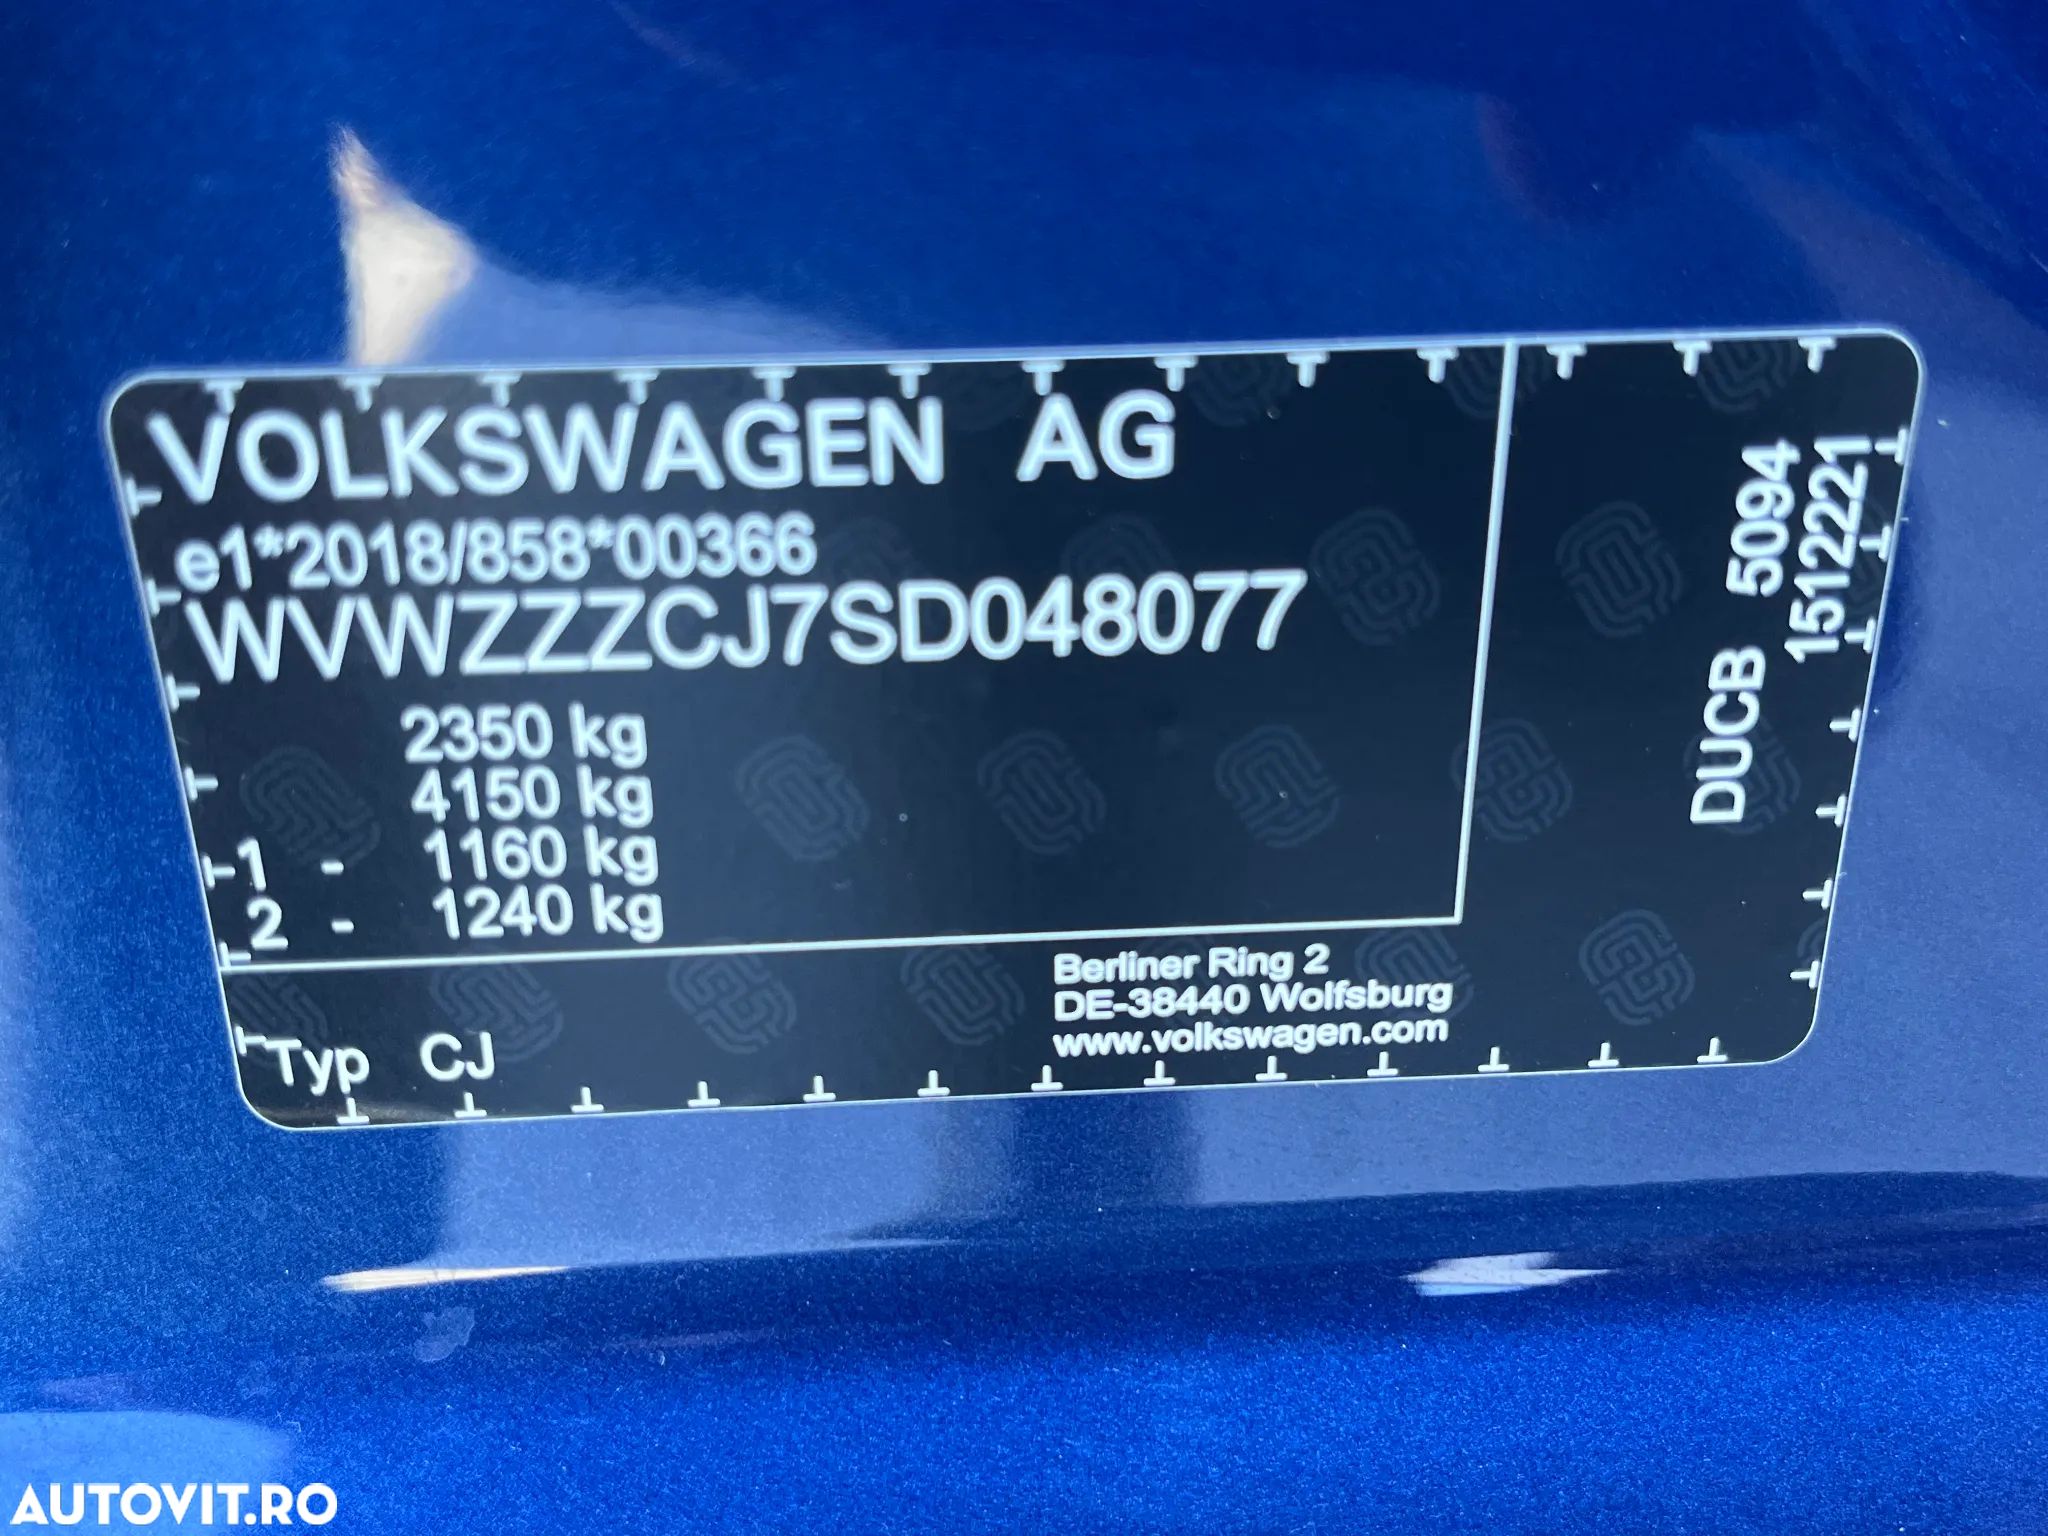 VOLKSWAGEN AG
e1*2018/858*00366
WVWZZZCJ7SD048077
2350 kg
4150 kg
1 - 1160 kg
2 - 1240 kg
Typ CJ
Berliner Ring 2
DE-38440 Wolfsburg
www.volkswagen.com
DUCB 5094
1512221
AUTOVIT.RO